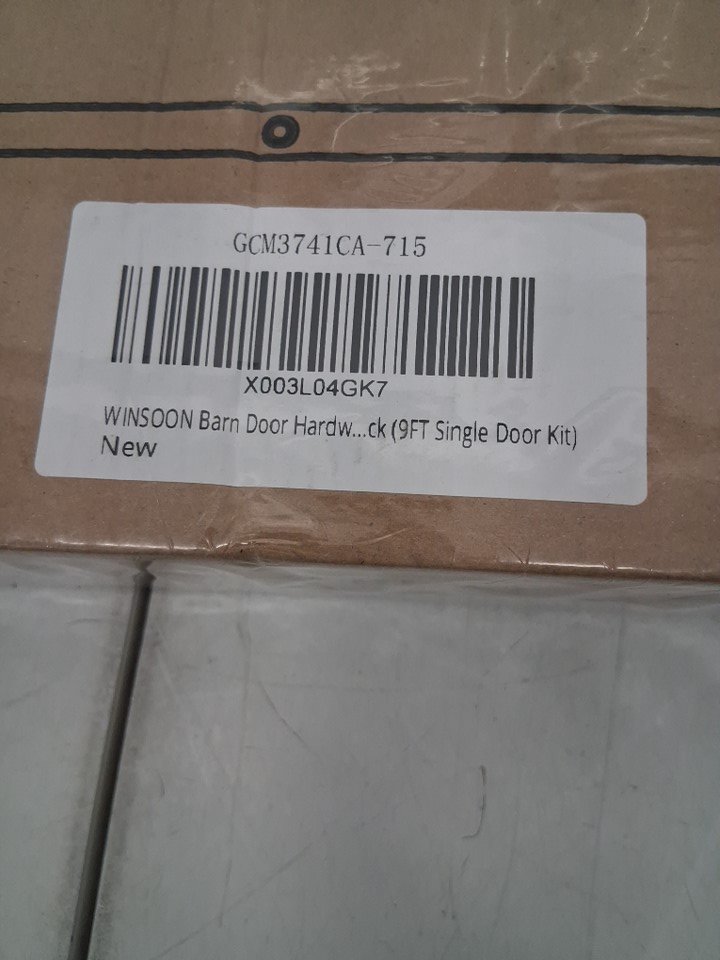 GCM3741CA-715
X003L04GK7
WINSOON Barn Door Hardw...ck (9FT Single Door Kit)
New